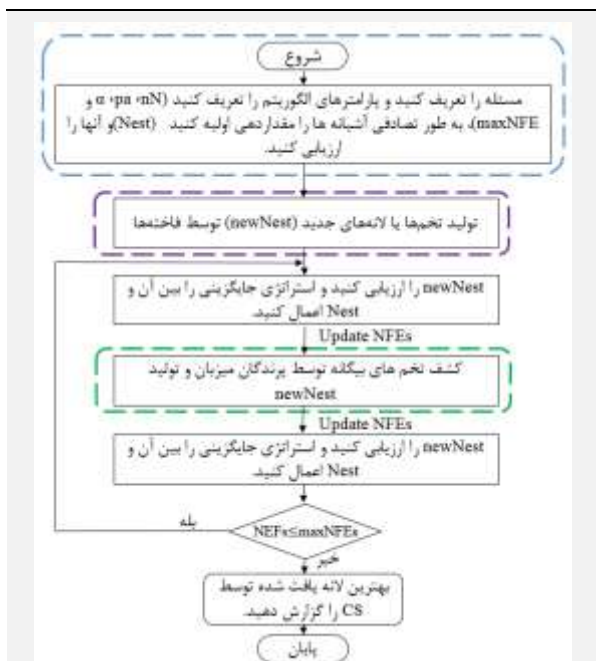 شروع
مسئله را تعریف کنید و پارامترهای الگوریتم را تعریف کنید (nN، pa، α و
maxNFE)، به طور تصادفی آشیانه ها را مقداردهی اولیه کنید (Nest) و آنها را
ارزیابی کنید.
تولید تخم‌ها یا لانه‌های جدید (newNest) توسط فاخته‌ها
newNest را ارزیابی کنید و استراتژی جایگزینی را بین آن و
Nest اعمال کنید.
Update NFEs
کشف تخم های بیگانه توسط پرندگان میزبان و تولید
newNest
Update NFEs
newNest را ارزیابی کنید و استراتژی جایگزینی را بین آن و
Nest اعمال کنید.
بله
NEFs≤maxNFEs
خیر
بهترین لانه یافت شده توسط
CS را گزارش دهید.
پایان